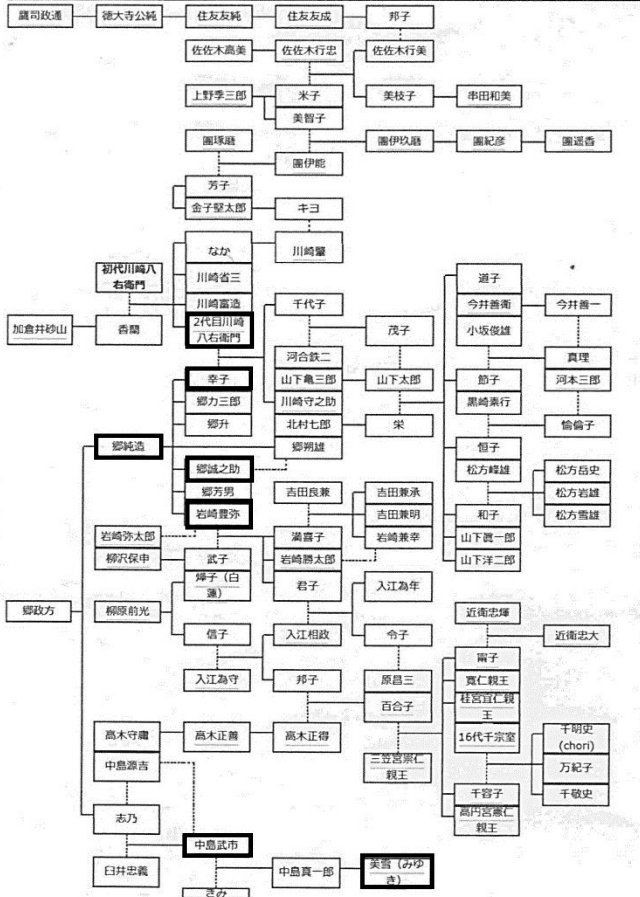 鷹司政通 徳大寺公純 住友友純 住友友成 邦子
佐佐木高美 佐佐木行忠 佐佐木行美
上野季三郎 米子 美枝子 串田和美
美智子
團琢磨 團伊玖磨 團紀彦 團遥香
團伊能
芳子
金子堅太郎 キヨ
なか 川崎肇
初代川崎八
右衛門
川崎省三
道子
川崎富造 千代子 今井善衛 今井善一
加倉井砂山 香蘭
2代目川崎
八右衛門
茂子 小坂俊雄
河合鉄二 真理
幸子 山下亀三郎 山下太郎 節子 河本三郎
郷力三郎 川崎守之助 黒崎素行
郷升 北村七郎 栄 愉倫子
郷純造 郷朔雄 恒子
郷誠之助 松方峰雄 松方岳史
郷芳男 吉田良兼 吉田兼承 松方岩雄
岩崎豊弥 吉田兼明 和子 松方雪雄
岩崎弥太郎 満喜子 岩崎兼幸 山下眞一郎
柳沢保申 武子 岩崎勝太郎 山下洋二郎
燁子(白
蓮)
君子 入江為年
郷政方 柳原前光 近衛忠煇
信子 入江相政 令子 近衛忠大
甯子
入江為守 邦子 原昌三 寛仁親王
百合子
桂宮宜仁親
王
高木守庸 高木正善 高木正得 16代千宗室
千明史
(chori)
中島源吉
三笠宮崇仁
親王
万紀子
千容子 千敬史
志乃
高円宮憲仁
親王
中島武市
臼井忠義 中島真一郎
美雪(みゆ
き)
きみ